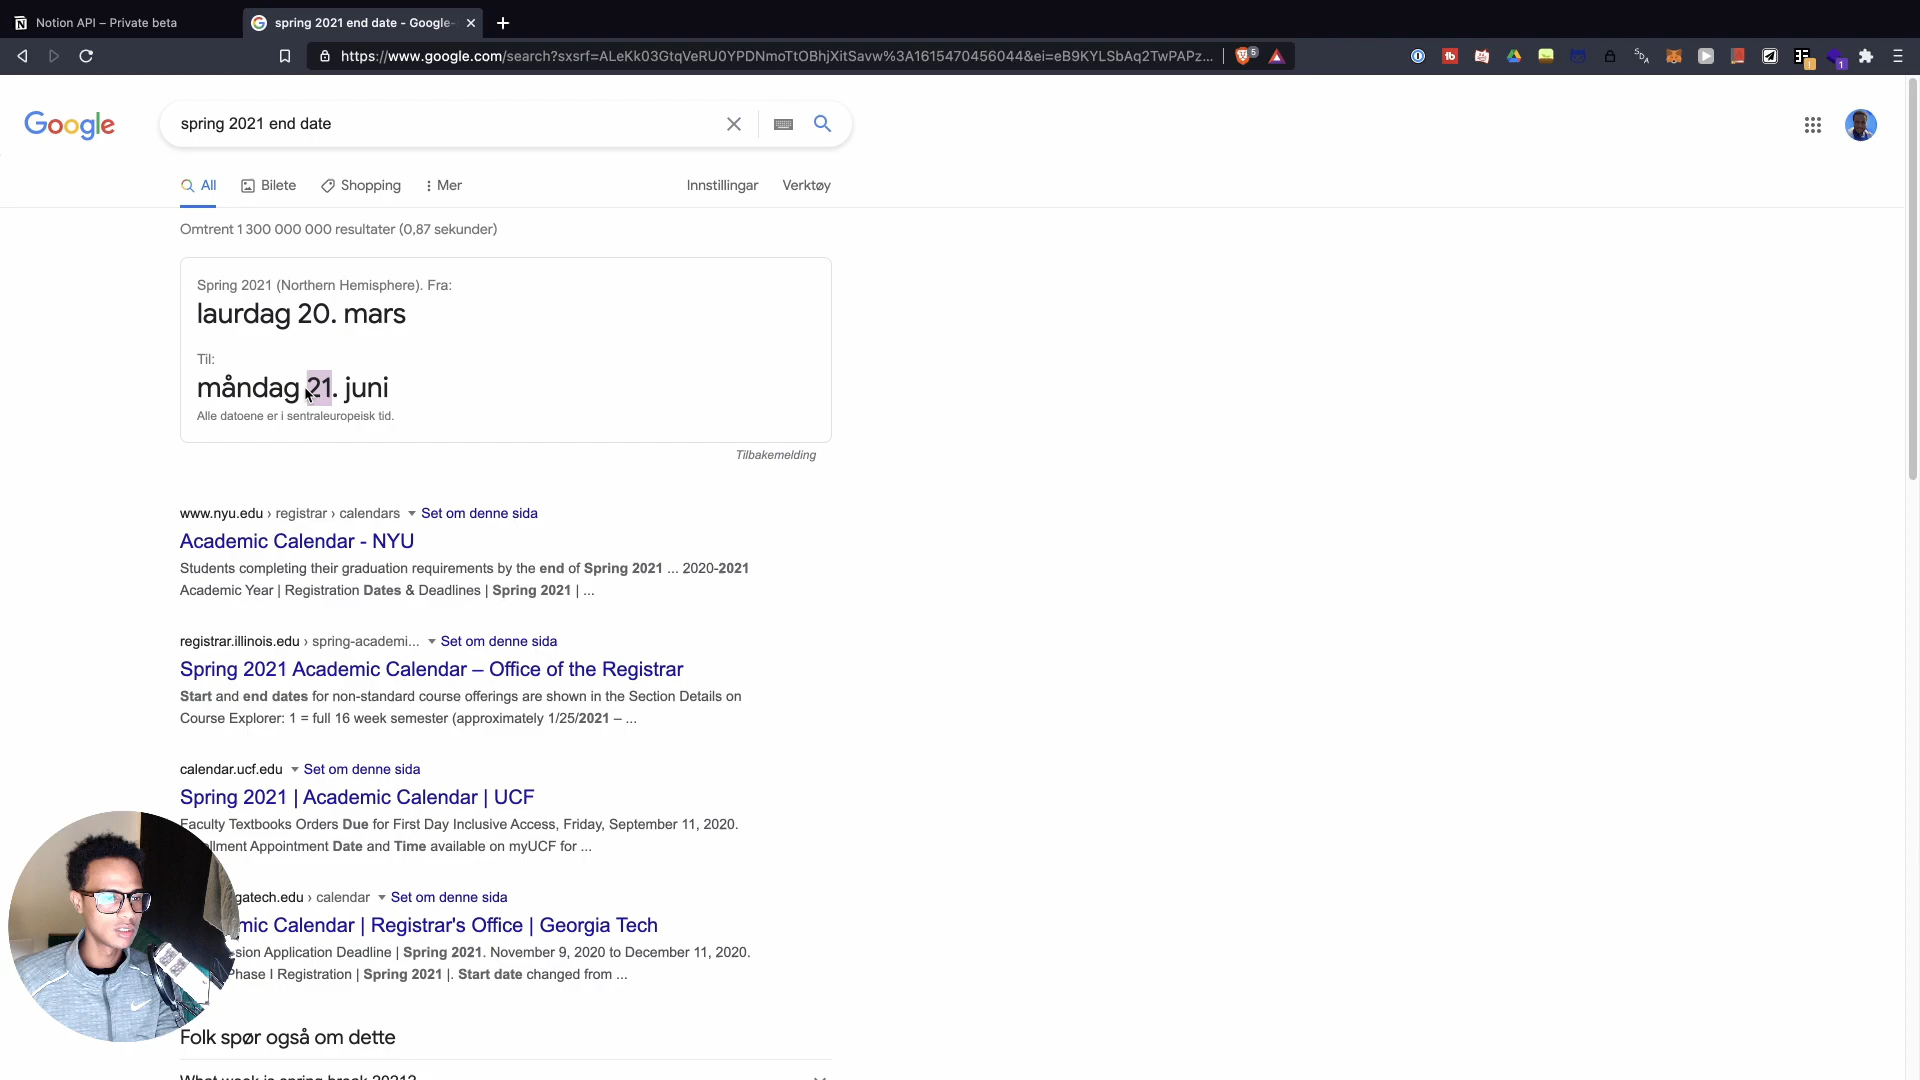 Notion API – Private beta
spring 2021 end date - Google-
https://www.google.com/search?sxsrf=ALeKk03GtqVeRU0YPDNmoTtOBhjXitSavw%3A1615470456044&ei=eB9KYLSbAq2TwPAPz...
5
1
Google
spring 2021 end date
All
Bilete
Shopping
Mer
Innstillingar
Verktøy
Omtrent 1 300 000 000 resultater (0,87 sekunder)
Spring 2021 (Northern Hemisphere). Fra:
laurdag 20. mars
Til:
måndag 21. juni
Alle datoene er i sentraleuropeisk tid.
Tilbakemelding
www.nyu.edu › registrar › calendars Set om denne sida
Academic Calendar - NYU
Students completing their graduation requirements by the end of Spring 2021 ... 2020-2021
Academic Year | Registration Dates & Deadlines | Spring 2021 | ...
registrar.illinois.edu › spring-academi... Set om denne sida
Spring 2021 Academic Calendar – Office of the Registrar
Start and end dates for non-standard course offerings are shown in the Section Details on
Course Explorer: 1 = full 16 week semester (approximately 1/25/2021 – ...
calendar.ucf.edu Set om denne sida
Spring 2021 | Academic Calendar | UCF
Faculty Textbooks Orders Due for First Day Inclusive Access, Friday, September 11, 2020.
Appointment Date and Time available on myUCF for ...
gatech.edu › calendar Set om denne sida
Calendar | Registrar's Office | Georgia Tech
Application Deadline | Spring 2021. November 9, 2020 to December 11, 2020.
Phase I Registration | Spring 2021 |. Start date changed from ...
Folk spør også om dette
What week is spring break 2021?